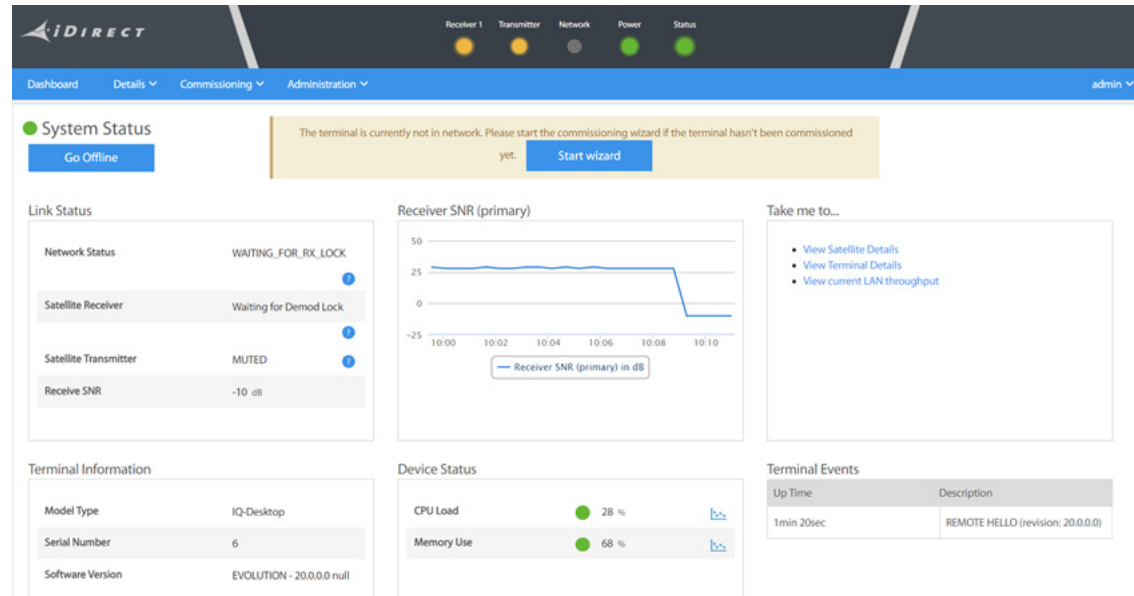 iDIRECT
Receiver 1 Transmitter Network Power Status
Dashboard Details Commissioning Administration admin
System Status
Go Offline
The terminal is currently not in network. Please start the commissioning wizard if the terminal hasn't been commissioned
yet. Start wizard
Link Status
Network Status WAITING_FOR_RX_LOCK
?
Satellite Receiver Waiting for Demod Lock
?
Satellite Transmitter MUTED ?
Receive SNR -10 dB
Receiver SNR (primary)
50
25
0
-25
10:00 10:02 10:04 10:06 10:08 10:10
Receiver SNR (primary) in dB
Take me to...
View Satellite Details
View Terminal Details
View current LAN throughput
Terminal Information
Model Type IQ-Desktop
Serial Number 6
Software Version EVOLUTION - 20.0.0.0 null
Device Status
CPU Load 28 %
Memory Use 68 %
Terminal Events
Up Time Description
1min 20sec REMOTE HELLO (revision: 20.0.0.0)